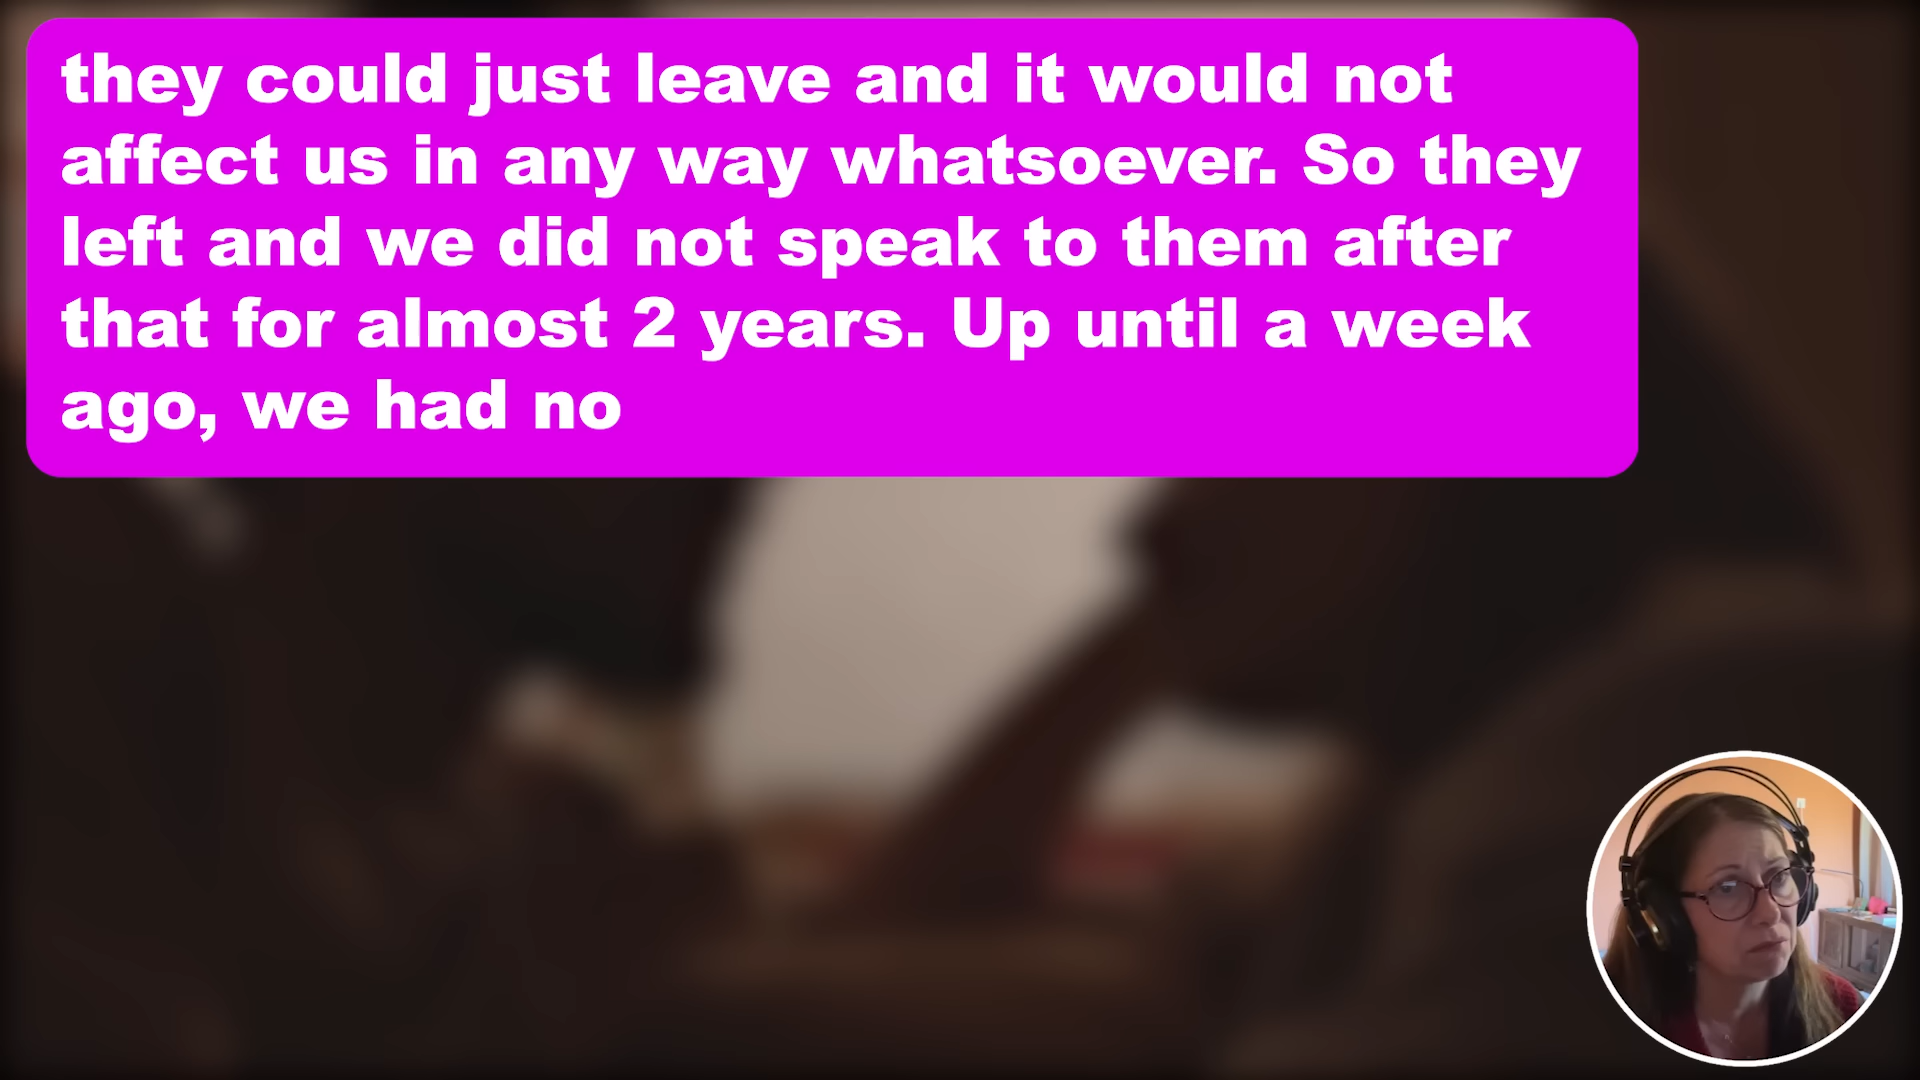 they could just leave and it would not
affect us in any way whatsoever. So they
left and we did not speak to them after
that for almost 2 years. Up until a week
ago, we had no